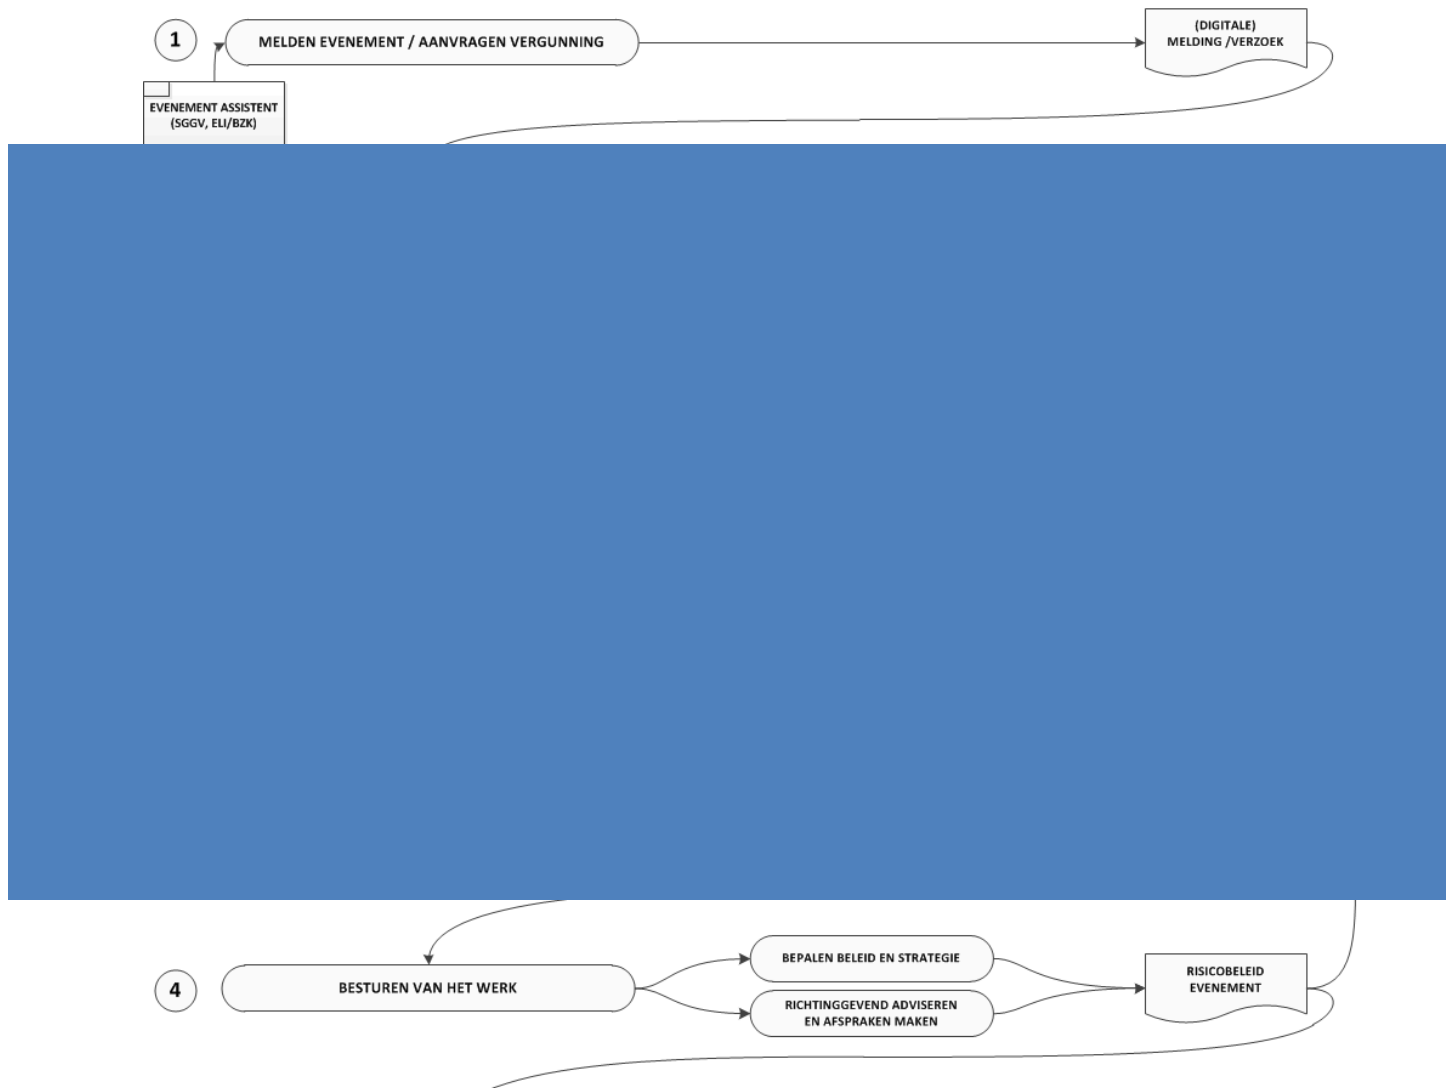 1
MELDEN EVENEMENT / AANVRAGEN VERGUNNING
(DIGITALE)
MELDING /VERZOEK
EVENEMENT ASSISTENT
(SGGV, ELI/BZK)
4
BESTUREN VAN HET WERK
BEPALEN BELEID EN STRATEGIE
RICHTINGGEVEND ADVISEREN
EN AFSPRAKEN MAKEN
RISICOBELEID
EVENEMENT